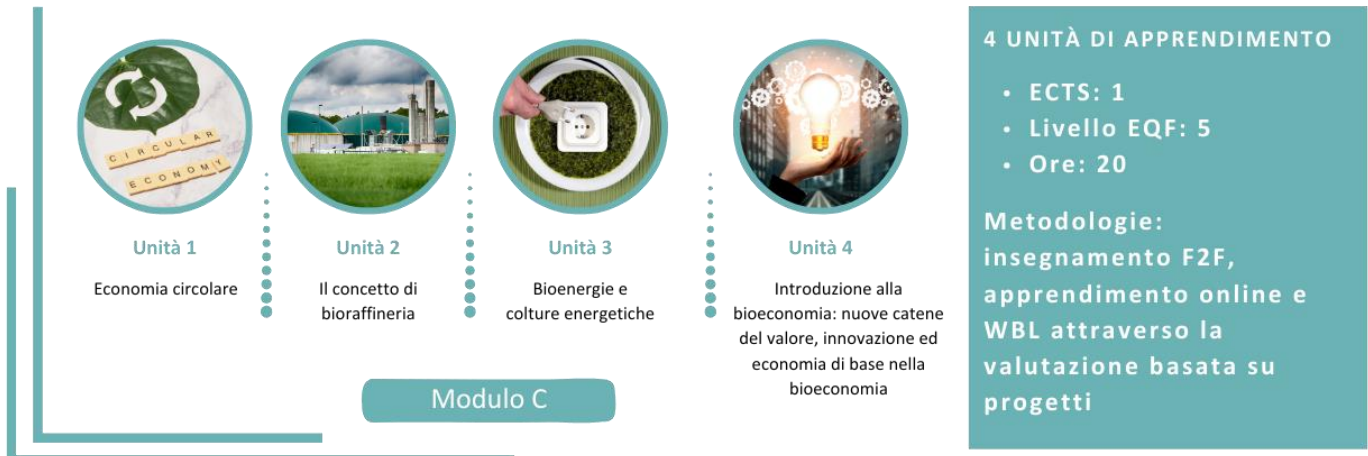 CIRCULAR
ECONOMY
Unità 1
Economia circolare
Unità 2
Il concetto di
bioraffineria
Unità 3
Bioenergie e
colture energetiche
Unità 4
Introduzione alla
bioeconomia: nuove catene
del valore, innovazione ed
economia di base nella
bioeconomia
Modulo C
4 UNITÀ DI APPRENDIMENTO
• ECTS: 1
• Livello EQF: 5
• Ore: 20
Metodologie:
insegnamento F2F,
apprendimento online e
WBL attraverso la
valutazione basata su
progetti